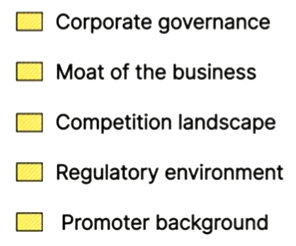 Corporate governance
Moat of the business
Competition landscape
Regulatory environment
Promoter background